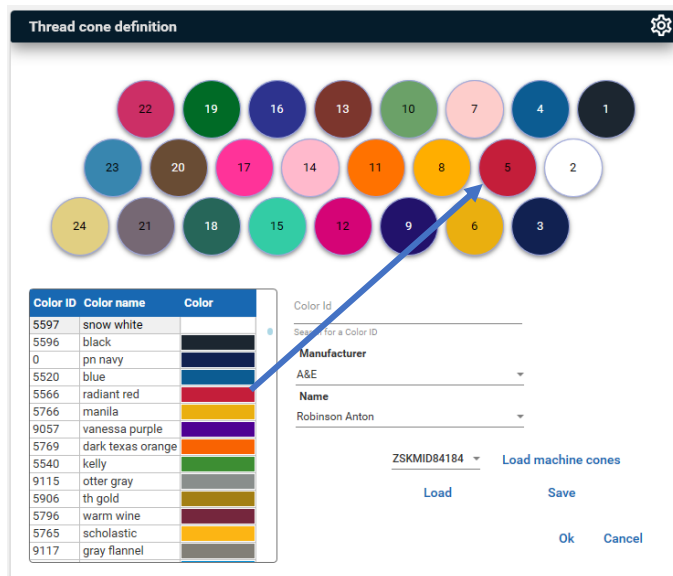 Thread cone definition
22 19 16 13 10 7 4 1
23 20 17 14 11 8 5 2
24 21 18 15 12 9 6 3
Color ID Color name Color
5597 snow white
5596 black
0 pn navy
5520 blue
5566 radiant red
5766 manila
9057 vanessa purple
5769 dark texas orange
5540 kelly
9115 otter gray
5906 th gold
5796 warm wine
5765 scholastic
9117 gray flannel
Color Id
Search for a Color ID
Manufacturer
A&E
Name
Robinson Anton
ZSKMID84184 Load machine cones
Load Save
Ok Cancel